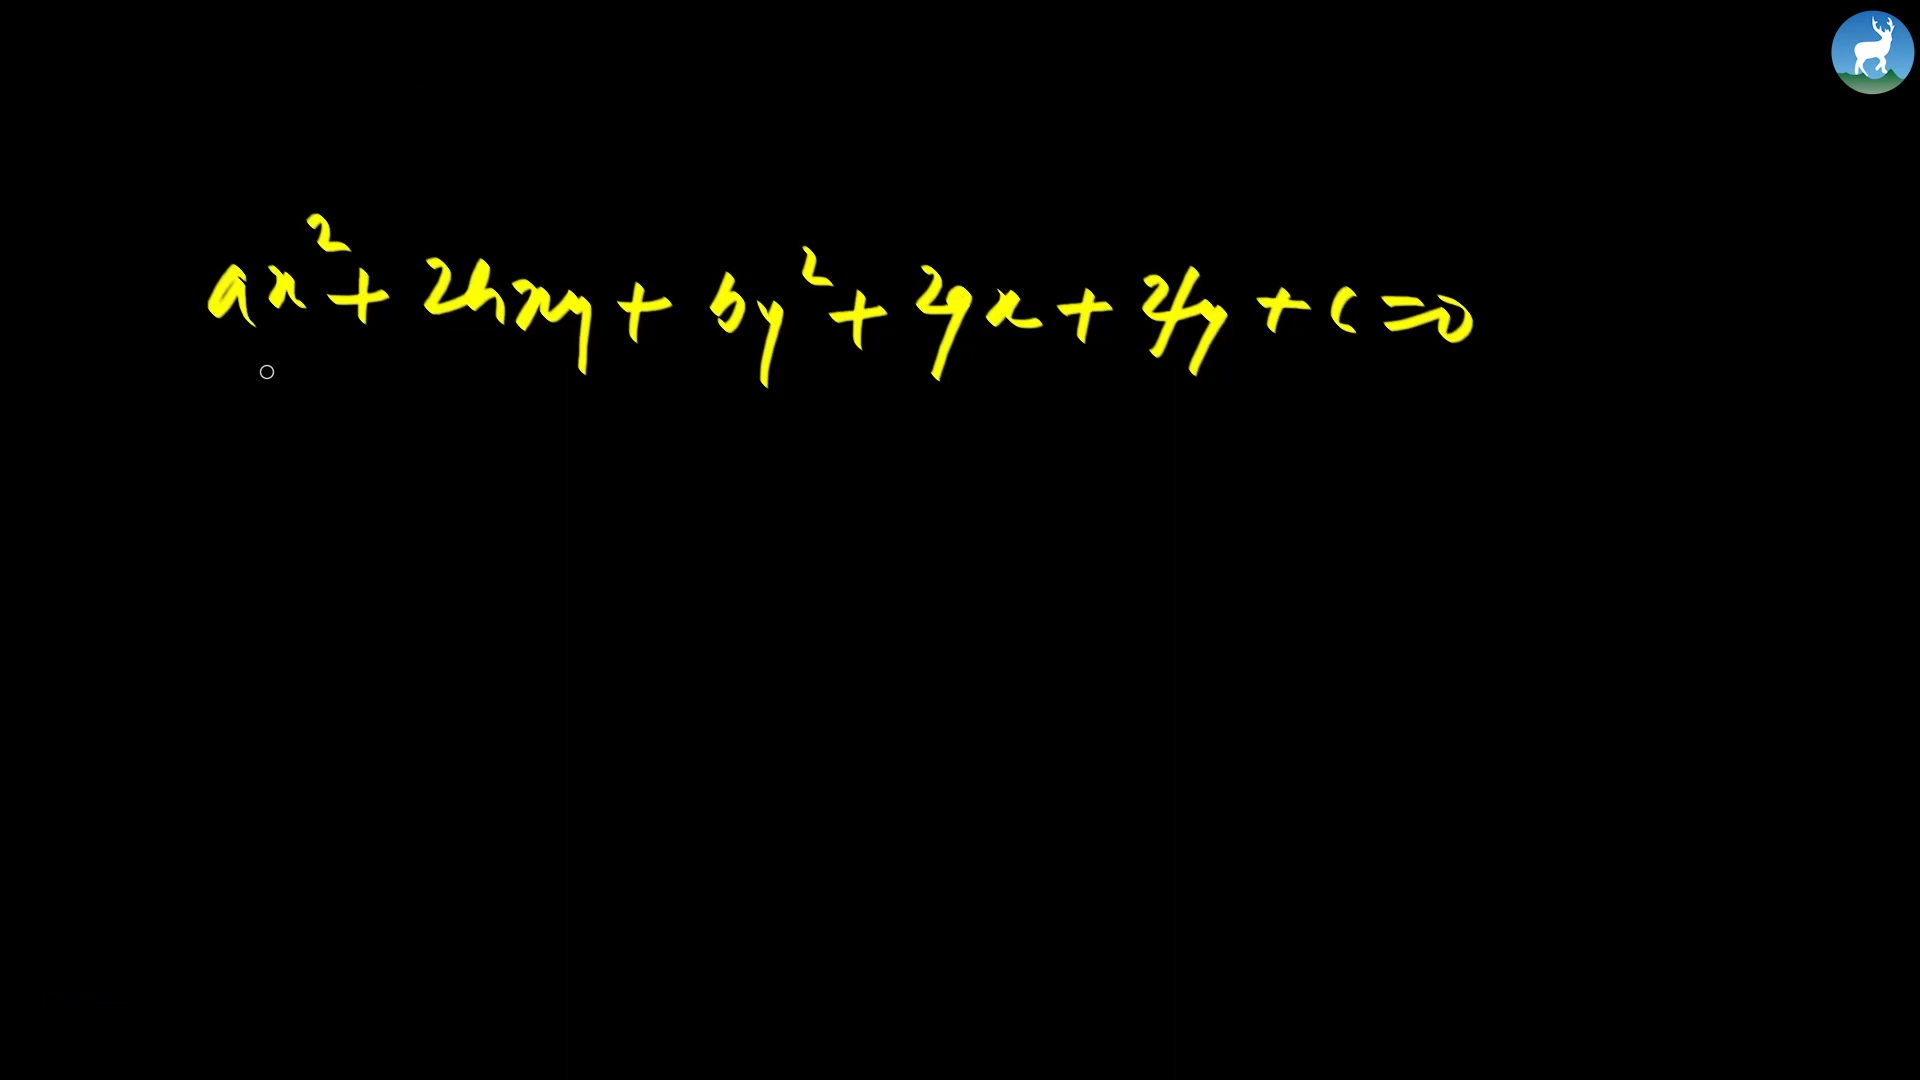 ax² + 2hxy + by² + 2gx + 2fy + c = 0